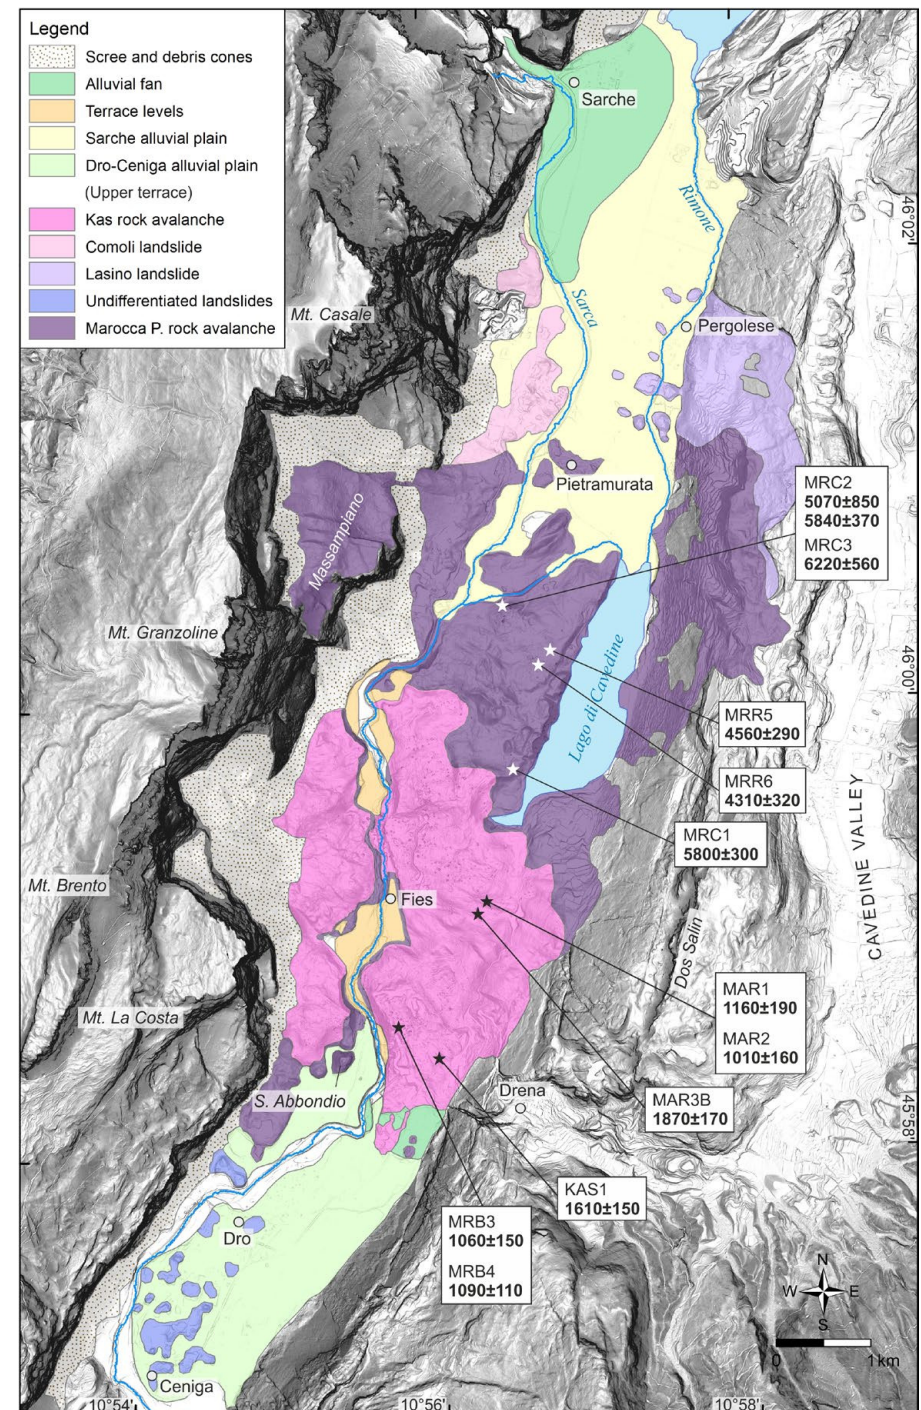 Legend
Scree and debris cones
Alluvial fan
Terrace levels
Sarche alluvial plain
Dro-Ceniga alluvial plain
(Upper terrace)
Kas rock avalanche
Comoli landslide
Lasino landslide
Undifferentiated landslides
Marocca P. rock avalanche
Sarche
Rimone
46°02'
Mt. Casale
Sarca
Pergolese
Pietramurata
Massampiano
MRC2
5070±850
5840±370
MRC3
6220±560
Mt. Granzoline
Lago di Cavedine
46°00'
MRR5
4560±290
MRR6
4310±320
MRC1
5800±300
CAVEDINE VALLEY
Mt. Brento
Fies
Dos Salin
MAR1
1160±190
MAR2
1010±160
Mt. La Costa
S. Abbondio
Drena
MAR3B
1870±170
45°58'
KAS1
1610±150
MRB3
1060±150
MRB4
1090±110
Dro
N
W
E
S
0
1km
Ceniga
10°54'
10°56'
10°58'